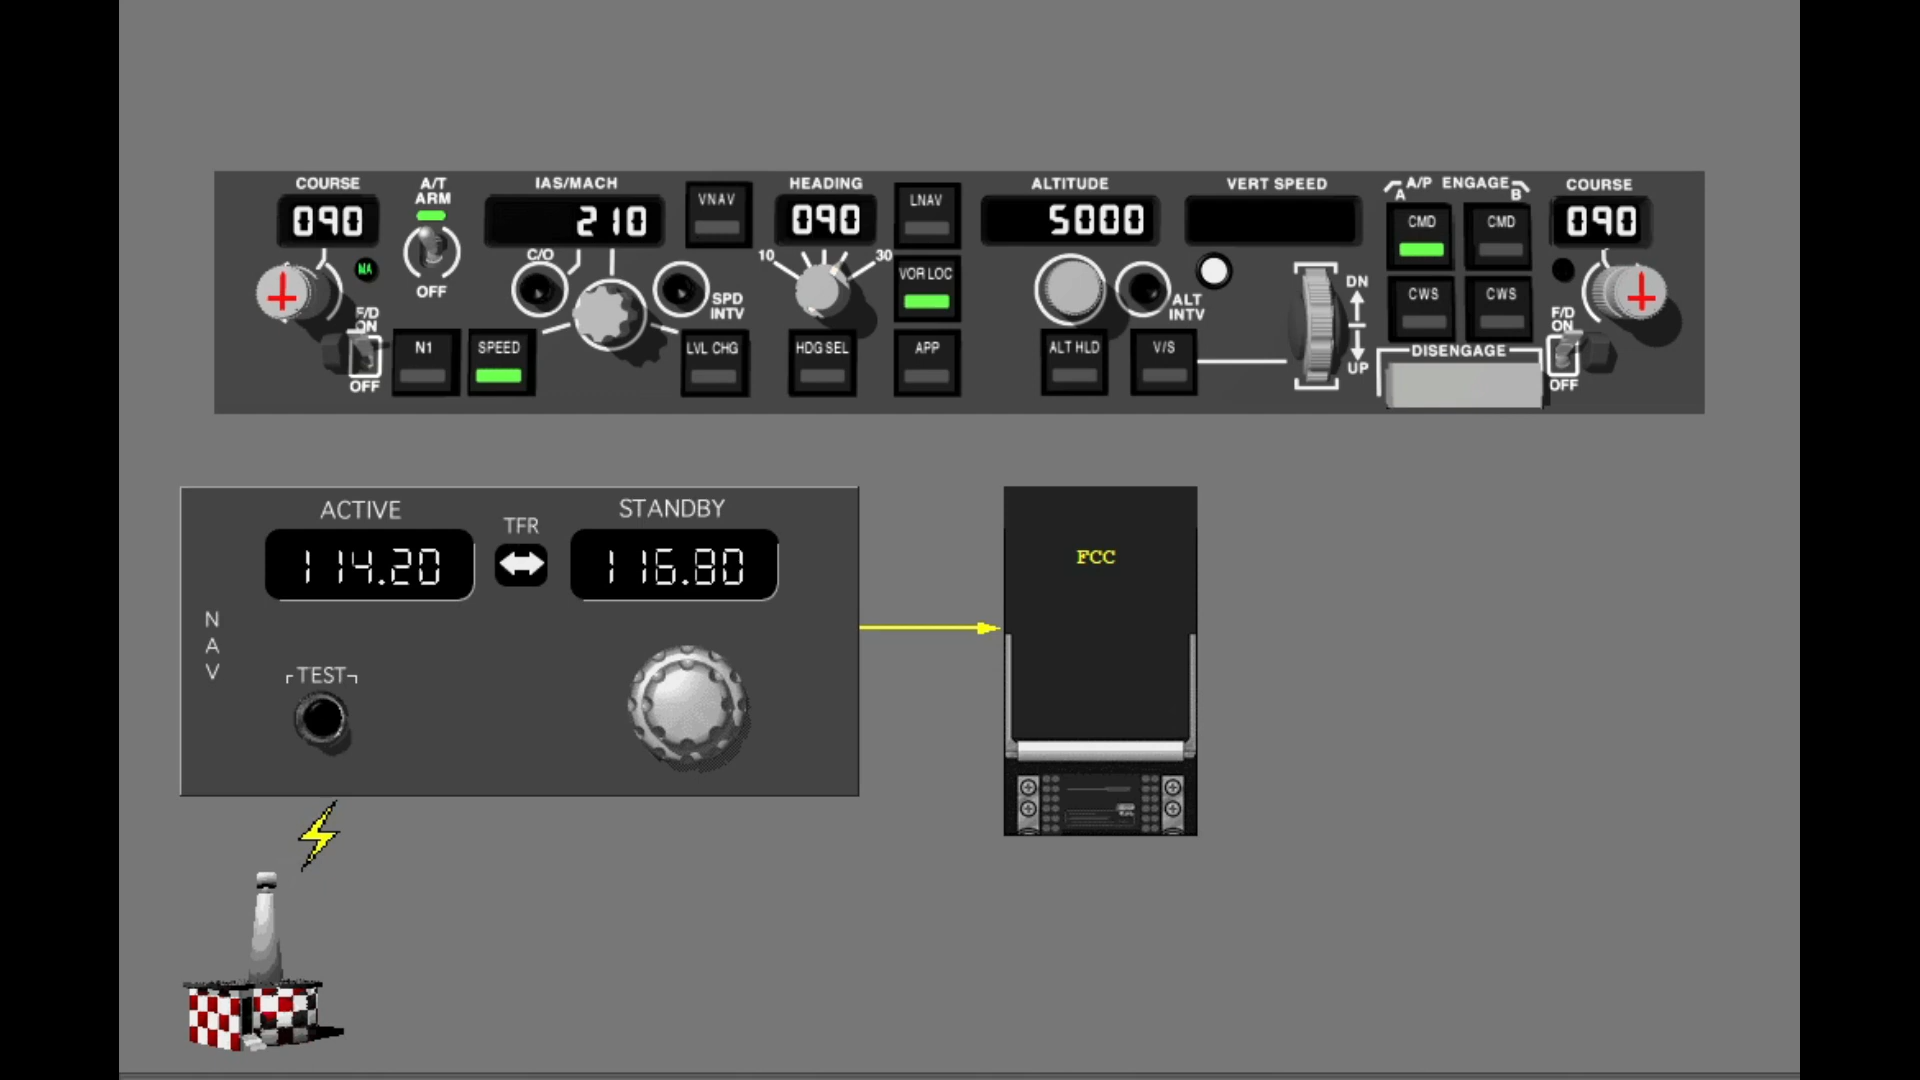 COURSE
090
MA
F/D
ON
OFF
A/T
ARM
OFF
IAS/MACH
210
C/O
SPD
INTV
N1
SPEED
VNAV
LVL CHG
HEADING
090
10
30
HDG SEL
LNAV
VOR LOC
APP
ALTITUDE
5000
ALT
INTV
ALT HLD
V/S
VERT SPEED
DN
UP
A/P ENGAGE
A
B
CMD
CMD
CWS
CWS
DISENGAGE
COURSE
090
F/D
ON
OFF
ACTIVE
114.20
TFR
STANDBY
116.80
NAV
TEST
FCC